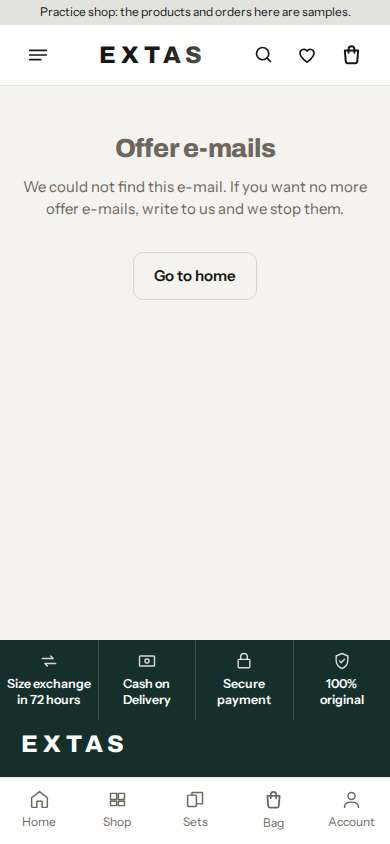 Practice shop: the products and orders here are samples.
EXTAS
Offer e-mails
We could not find this e-mail. If you want no more
offer e-mails, write to us and we stop them.
Go to home
Size exchange
in 72 hours
Cash on
Delivery
Secure
payment
100%
original
EXTAS
Home
Shop
Sets
Bag
Account